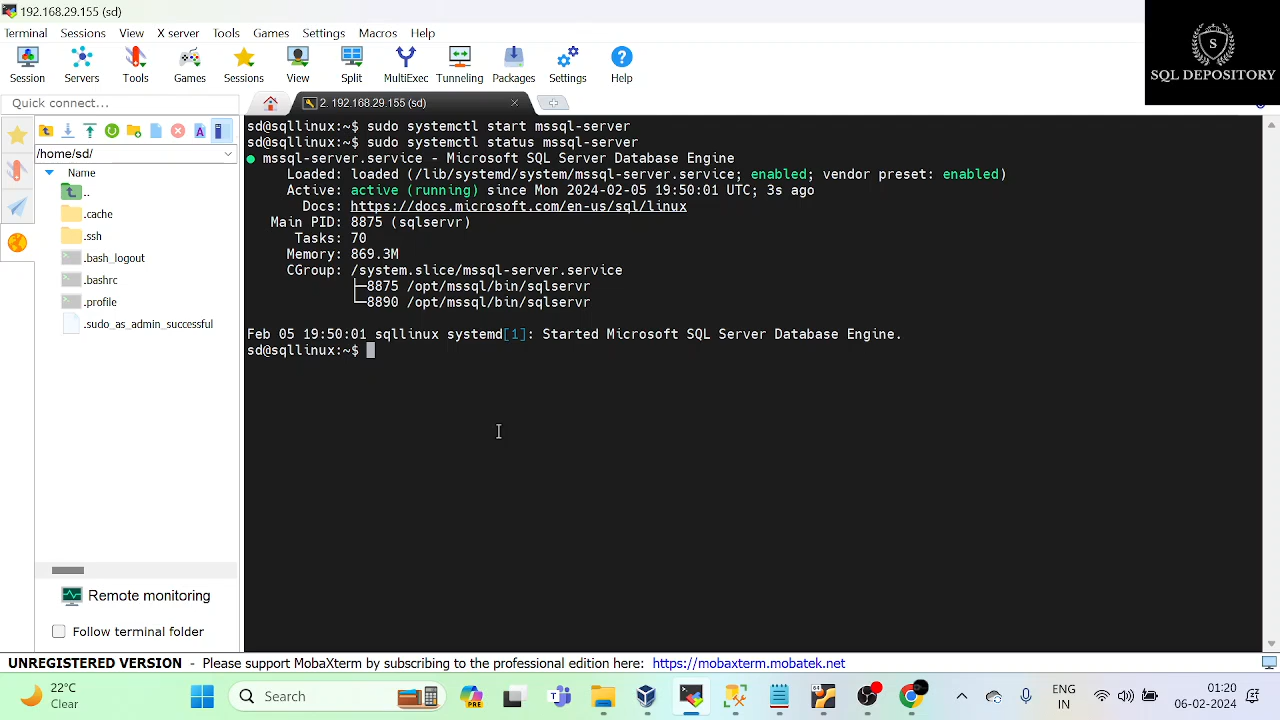 192.168.29.155 (sd)
Terminal Sessions View X server Tools Games Settings Macros Help
Session Servers Tools Games Sessions View Split MultiExec Tunneling Packages Settings Help
S
SQL DEPOSITORY
Quick connect...
2. 192.168.29.155 (sd)
/home/sd/
Name
..
.cache
.ssh
.bash_logout
.bashrc
.profile
.sudo_as_admin_successful
Remote monitoring
Follow terminal folder
sd@sqllinux:~$ sudo systemctl start mssql-server
sd@sqllinux:~$ sudo systemctl status mssql-server
● mssql-server.service - Microsoft SQL Server Database Engine
Loaded: loaded (/lib/systemd/system/mssql-server.service; enabled; vendor preset: enabled)
Active: active (running) since Mon 2024-02-05 19:50:01 UTC; 3s ago
Docs: https://docs.microsoft.com/en-us/sql/linux
Main PID: 8875 (sqlservr)
Tasks: 70
Memory: 869.3M
CGroup: /system.slice/mssql-server.service
├─8875 /opt/mssql/bin/sqlservr
└─8890 /opt/mssql/bin/sqlservr
Feb 05 19:50:01 sqllinux systemd[1]: Started Microsoft SQL Server Database Engine.
sd@sqllinux:~$
UNREGISTERED VERSION - Please support MobaXterm by subscribing to the professional edition here: https://mobaxterm.mobatek.net
22°C
Clear
Search
PRE
ENG
IN
01:20
06-02-2024